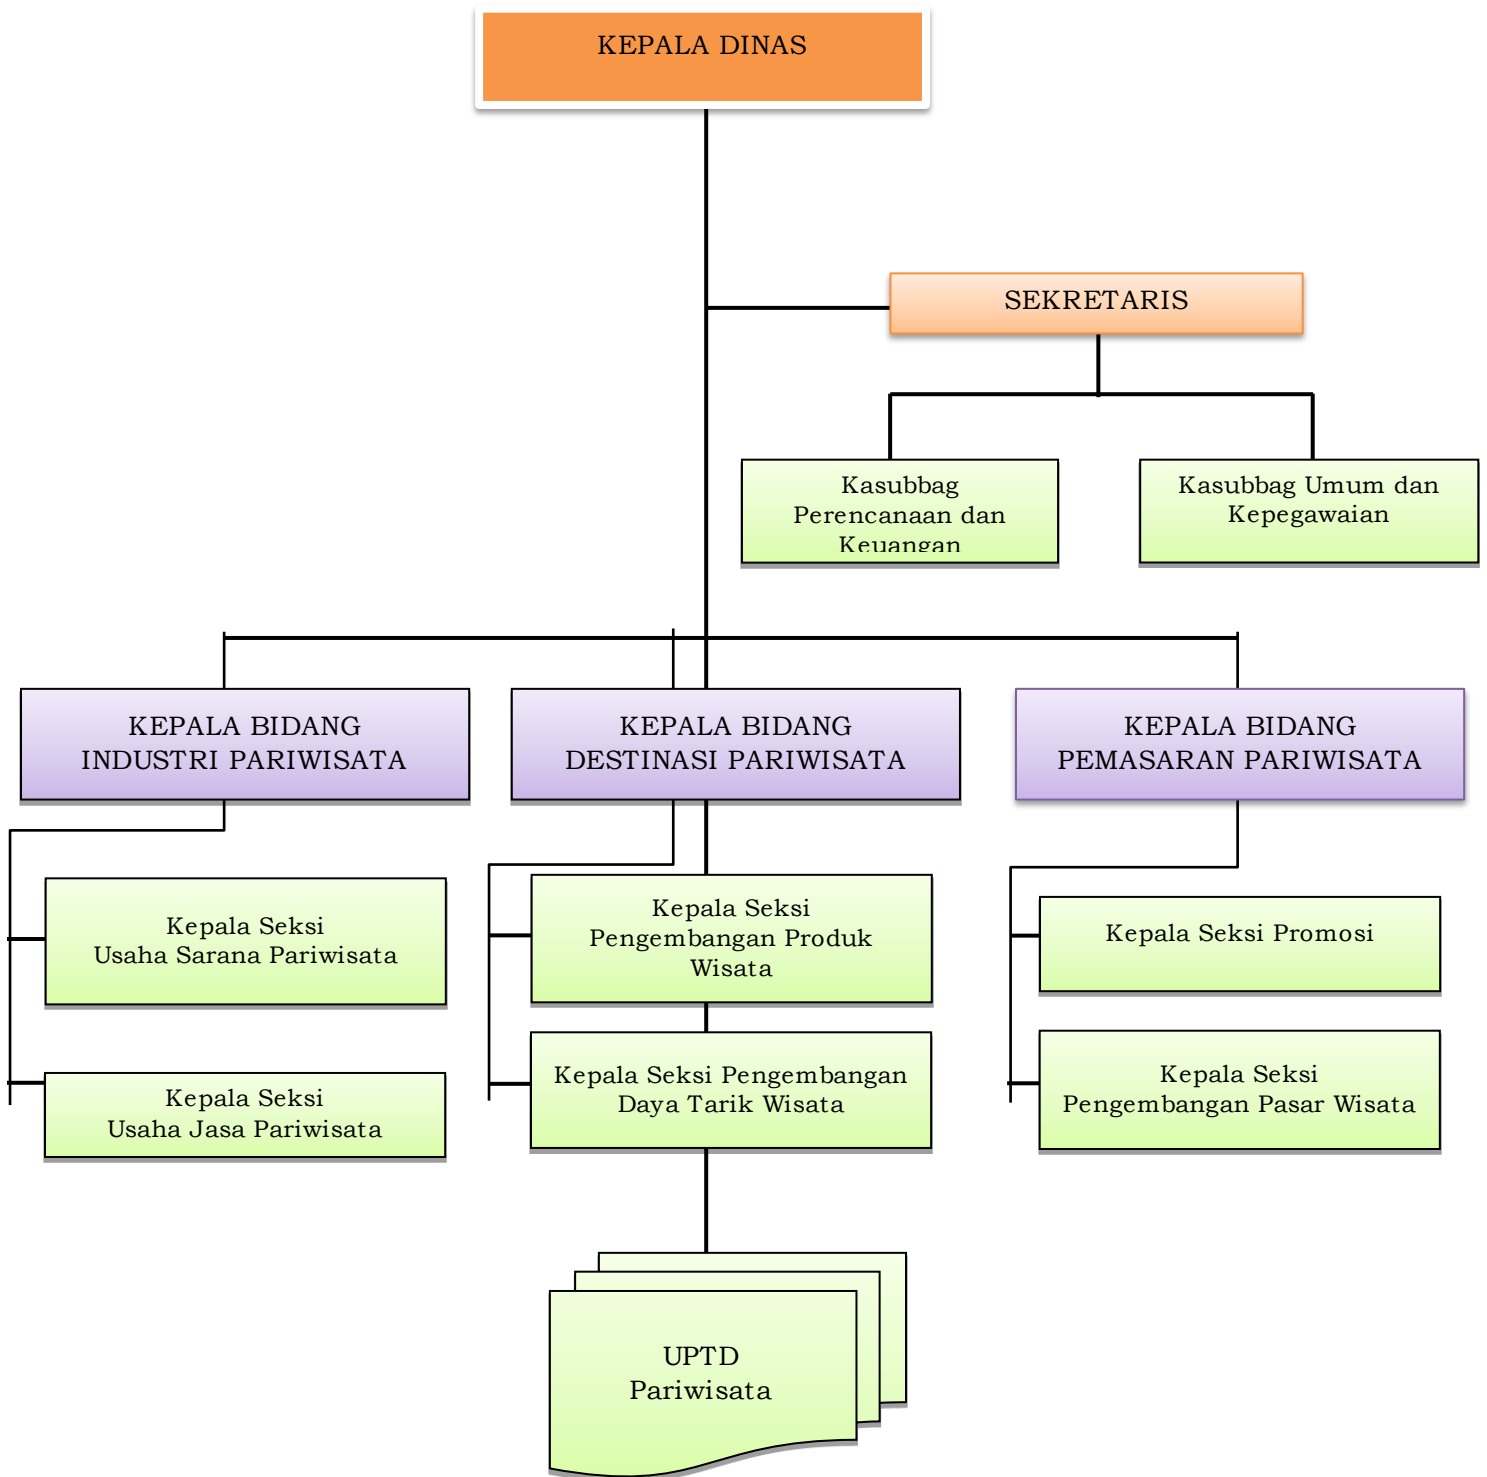 KEPALA DINAS
SEKRETARIS
Kasubbag
Perencanaan dan
Keuangan
Kasubbag Umum dan
Kepegawaian
KEPALA BIDANG
INDUSTRI PARIWISATA
KEPALA BIDANG
DESTINASI PARIWISATA
KEPALA BIDANG
PEMASARAN PARIWISATA
Kepala Seksi
Usaha Sarana Pariwisata
Kepala Seksi
Pengembangan Produk
Wisata
Kepala Seksi Promosi
Kepala Seksi
Usaha Jasa Pariwisata
Kepala Seksi Pengembangan
Daya Tarik Wisata
Kepala Seksi
Pengembangan Pasar Wisata
UPTD
Pariwisata